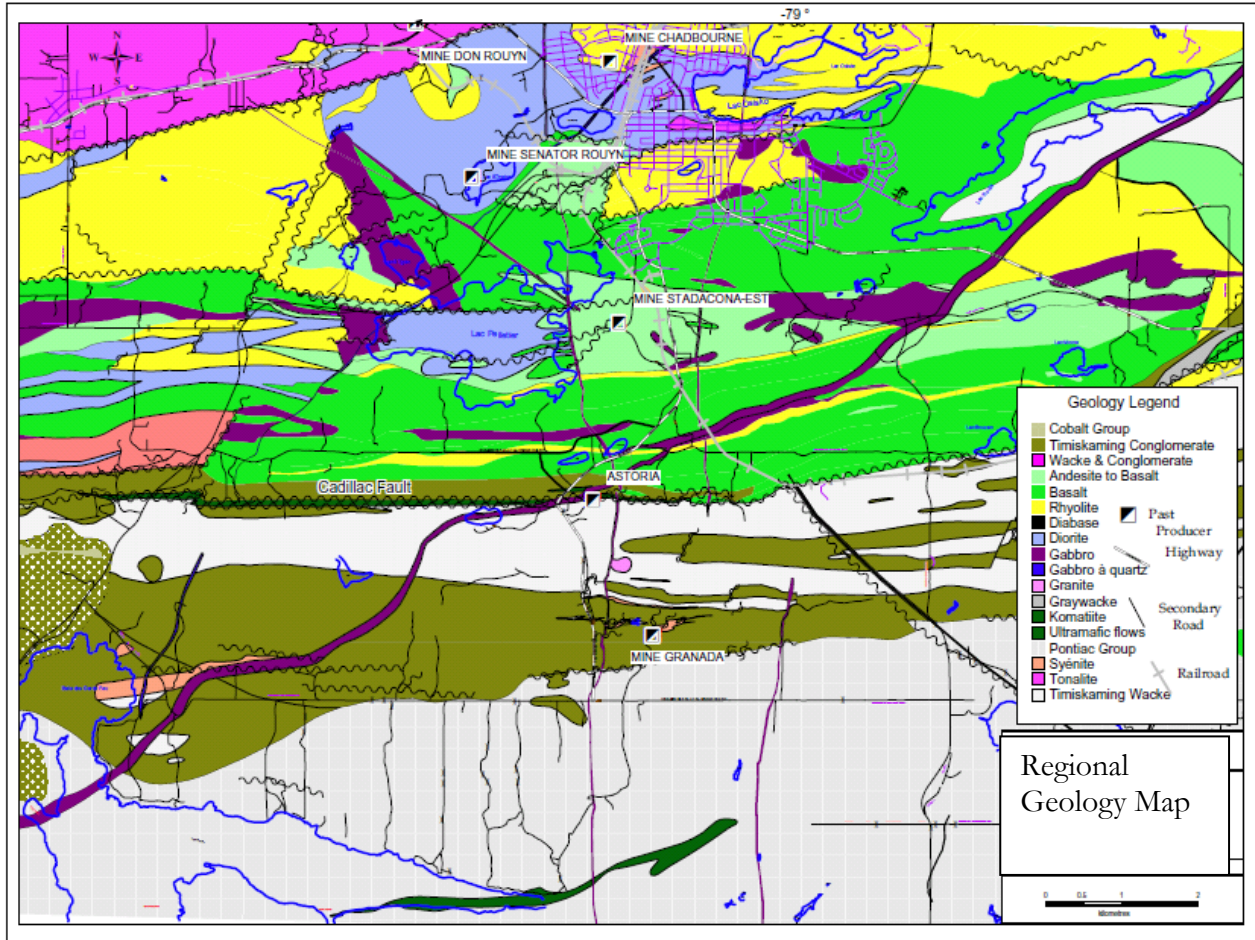 -79 °
N
W E
S
MINE CHADBOURNE
MINE DON ROUYN
MINE SENATOR ROUYN
MINE STADACONA-EST
Lac Pelletier
ASTORIA
Cadillac Fault
MINE GRANADA
Geology Legend
Cobalt Group
Timiskaming Conglomerate
Wacke & Conglomerate
Andesite to Basalt
Basalt
Rhyolite
Diabase
Diorite
Gabbro
Gabbro à quartz
Granite
Graywacke
Komatiite
Ultramafic flows
Pontiac Group
Syénite
Tonalite
Timiskaming Wacke
Past
Producer
Highway
Secondary
Road
Railroad
Regional
Geology Map
0 0.5 1 2
kilometres